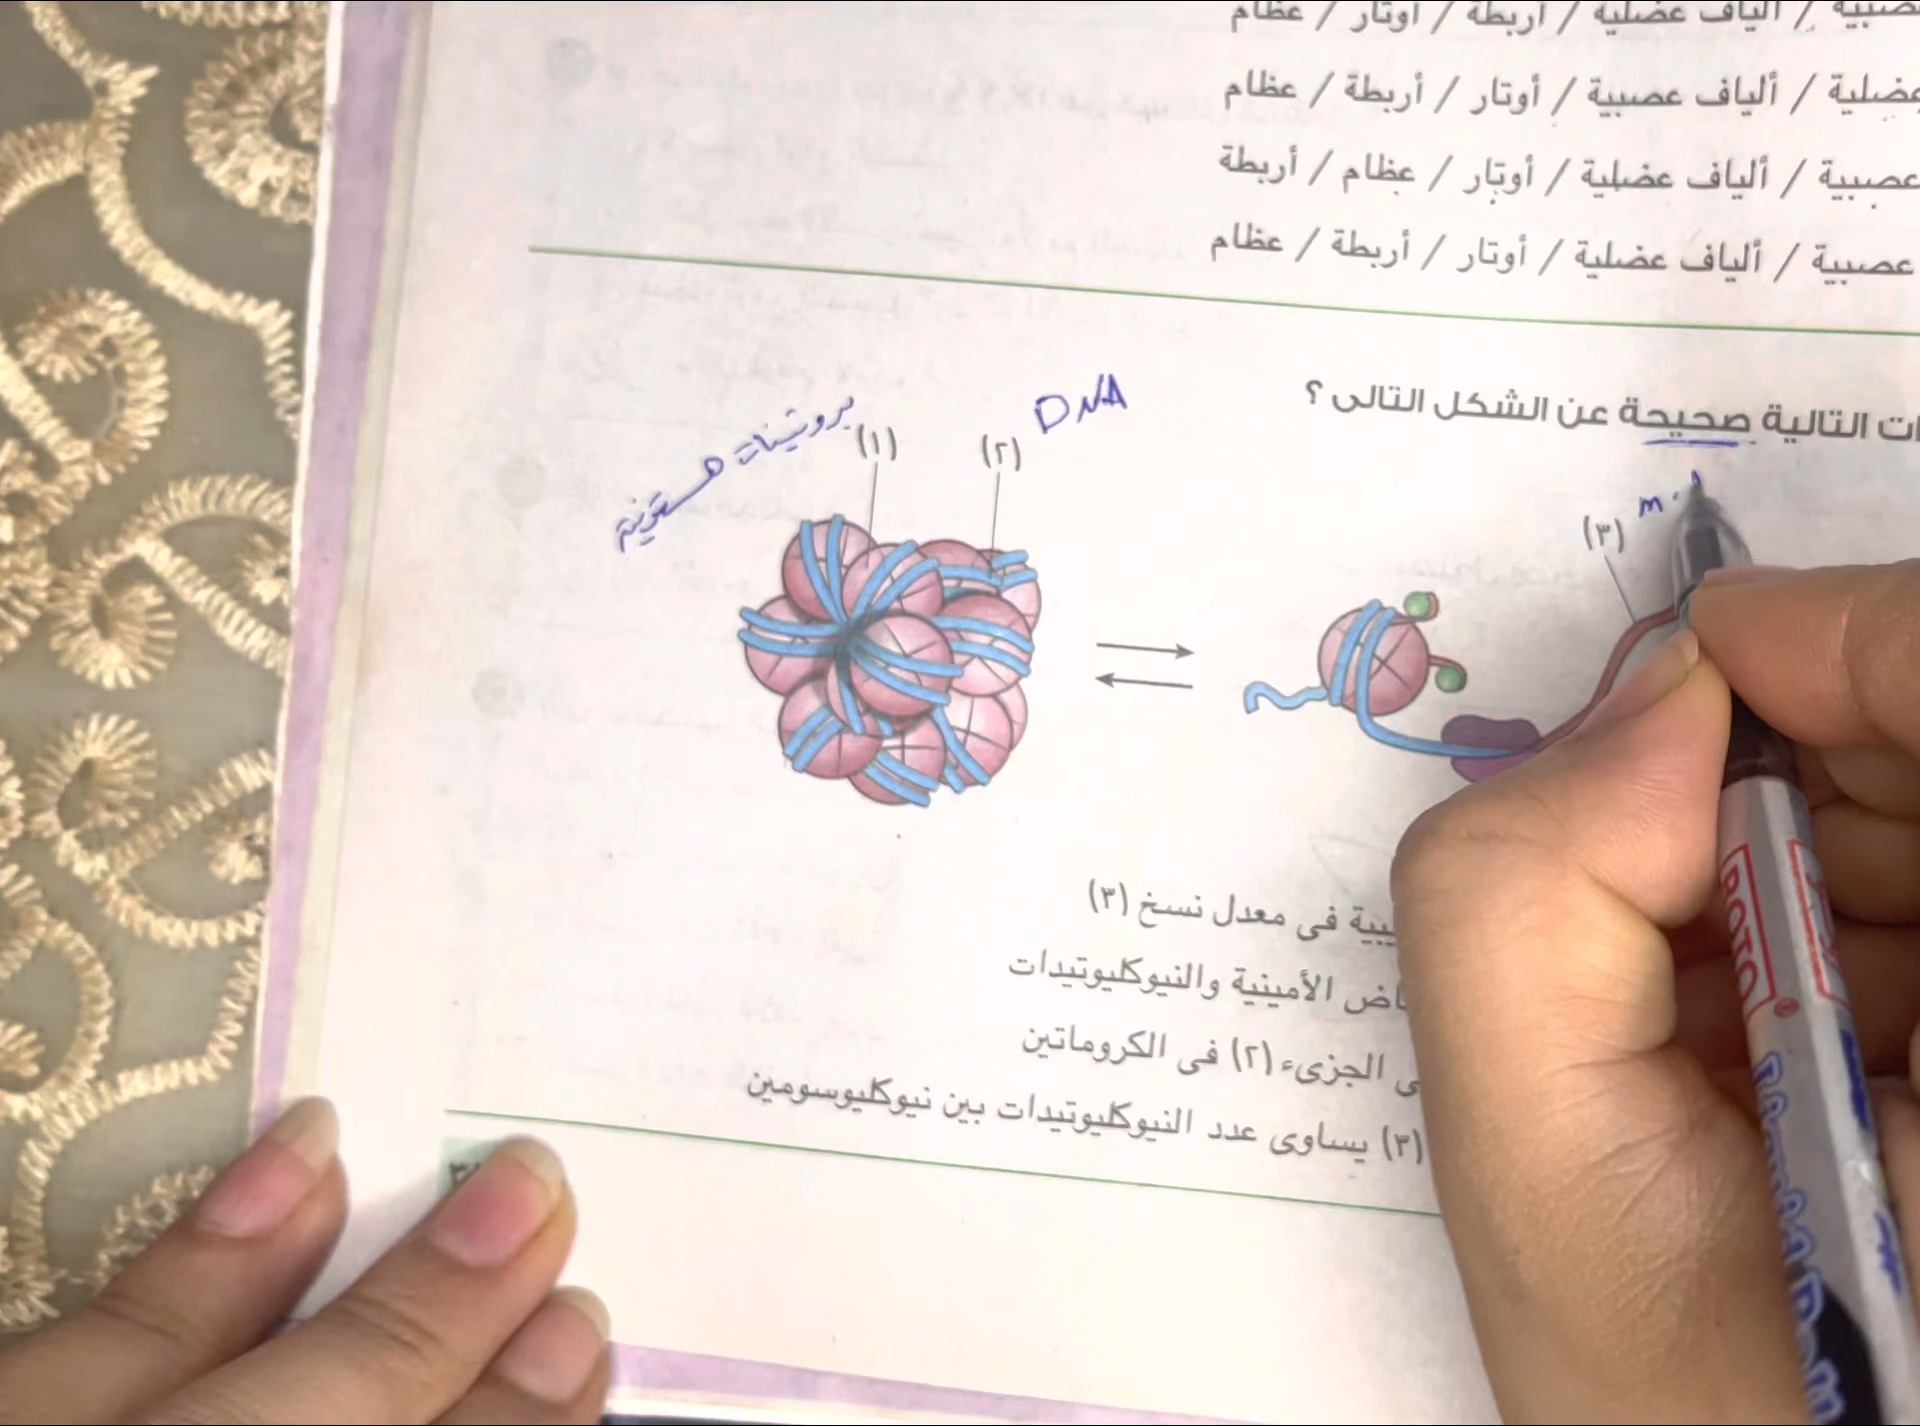 عصبية / ألياف عضلية / أربطة / أوتار / عظام
عضلية / ألياف عصبية / أوتار / أربطة / عظام
عصبية / ألياف عضلية / أوتار / عظام / أربطة
عصبية / ألياف عضلية / أوتار / أربطة / عظام
ات التالية صحيحة عن الشكل التالى ؟
DNA
بروتينات هستونية
(١)
(٢)
(٣)
m.
فى معدل نسخ (٣)
اض الأمينية والنيوكليوتيدات
ى الجزىء (٢) فى الكروماتين
(٣) يساوى عدد النيوكليوتيدات بين نيوكليوسومين
ROTO